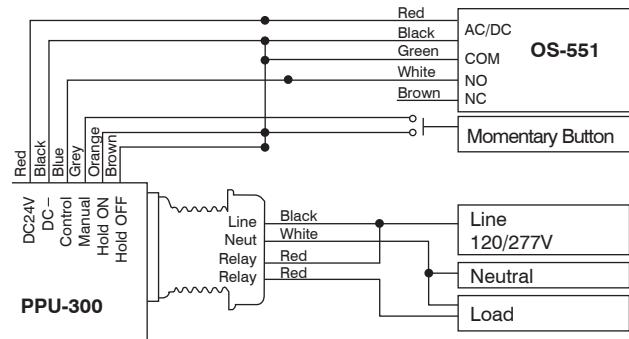 Red
Black
Green
White
Brown
AC/DC
COM
NO
NC
OS-551
Momentary Button
Red
Black
Blue
Grey
Orange
Brown
DC24V
DC –
Control
Manual
Hold ON
Hold OFF
PPU-300
Line
Neut
Relay
Relay
Black
White
Red
Red
Line
120/277V
Neutral
Load